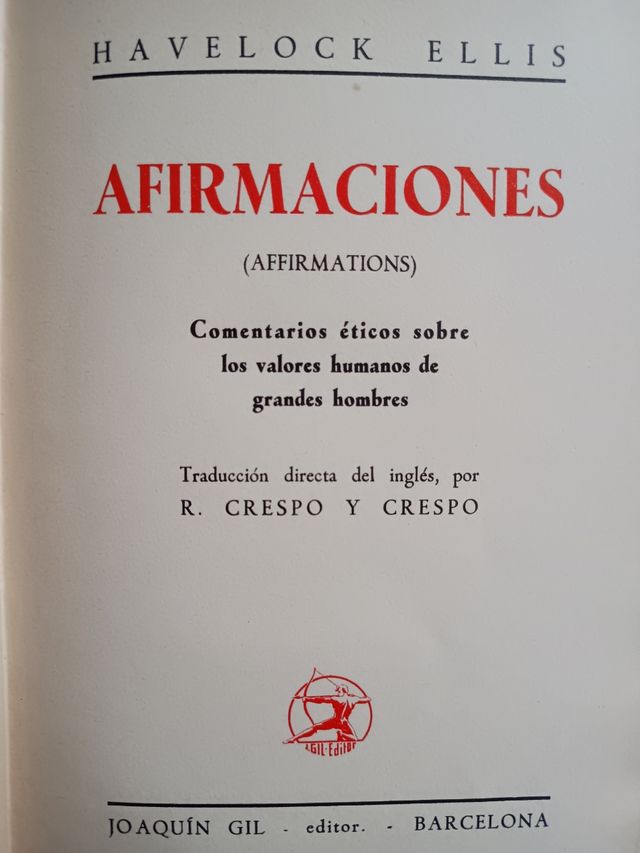 HAVELOCK ELLIS
AFIRMACIONES
(AFFIRMATIONS)
Comentarios éticos sobre
los valores humanos de
grandes hombres
Traducción directa del inglés, por
R. CRESPO Y CRESPO
J. GIL-Editor
JOAQUÍN GIL - editor. - BARCELONA